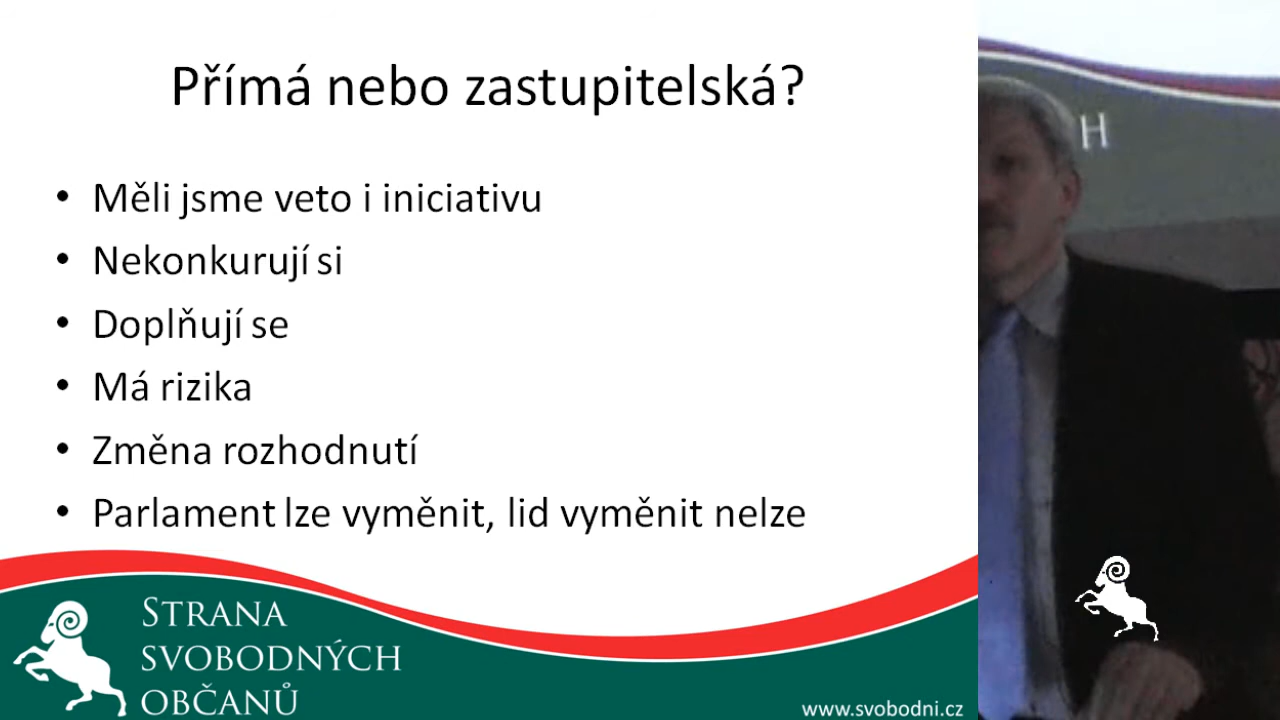 Přímá nebo zastupitelská?
• Měli jsme veto i iniciativu
• Nekonkurují si
• Doplňují se
• Má rizika
• Změna rozhodnutí
• Parlament lze vyměnit, lid vyměnit nelze
STRANA
SVOBODNÝCH
OBČANŮ
www.svobodni.cz
H